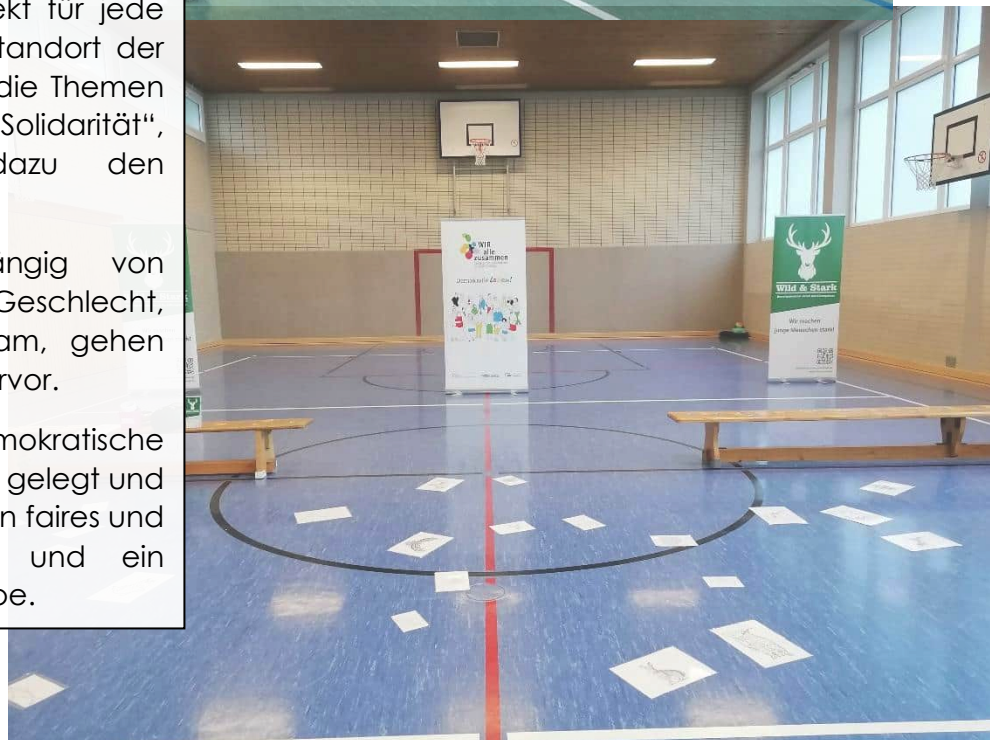 ekt für jede
tandort der
die Themen
Solidarität“,
dazu den
ängig von
Geschlecht,
am, gehen
rvor.
mokratische
gelegt und
n faires und
und ein
be.
WIR
alle
zusammen
Wild & Stark
Wir machen
junge Menschen stark!